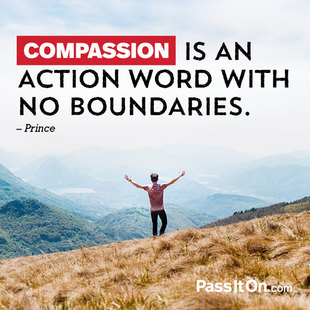 COMPASSION IS AN
ACTION WORD WITH
NO BOUNDARIES.
– Prince
PassItOn.com